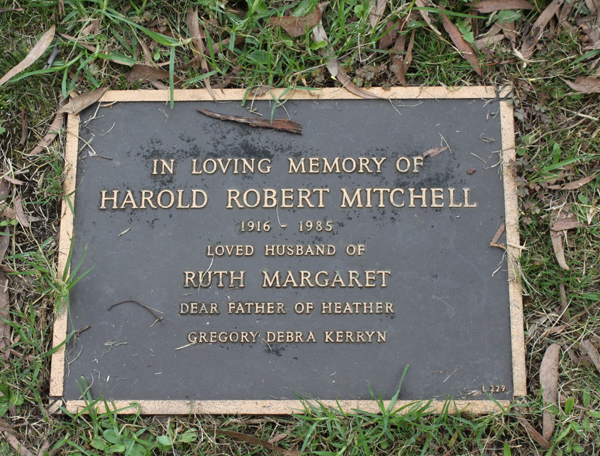 IN LOVING MEMORY OF
HAROLD ROBERT MITCHELL
1916 - 1985
LOVED HUSBAND OF
RUTH MARGARET
DEAR FATHER OF HEATHER
GREGORY DEBRA KERRYN
L 229